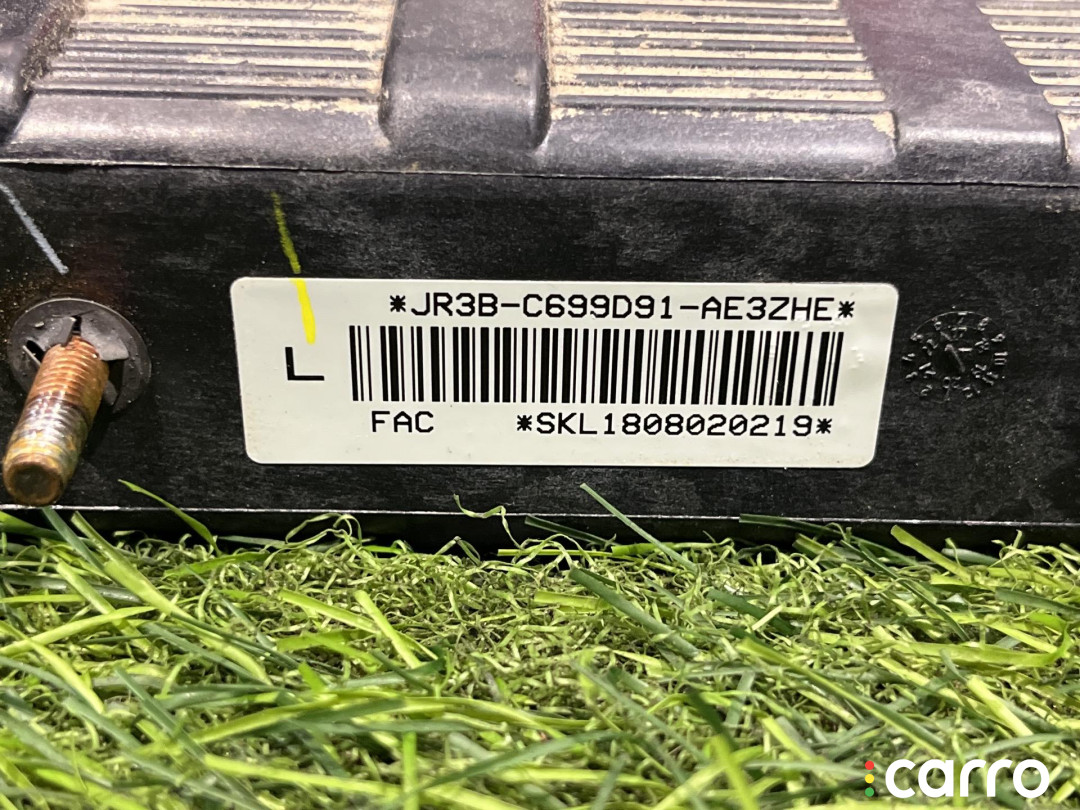 *JR3B-C699D91-AE3ZHE*
L
FAC *SKL1808020219*
carro